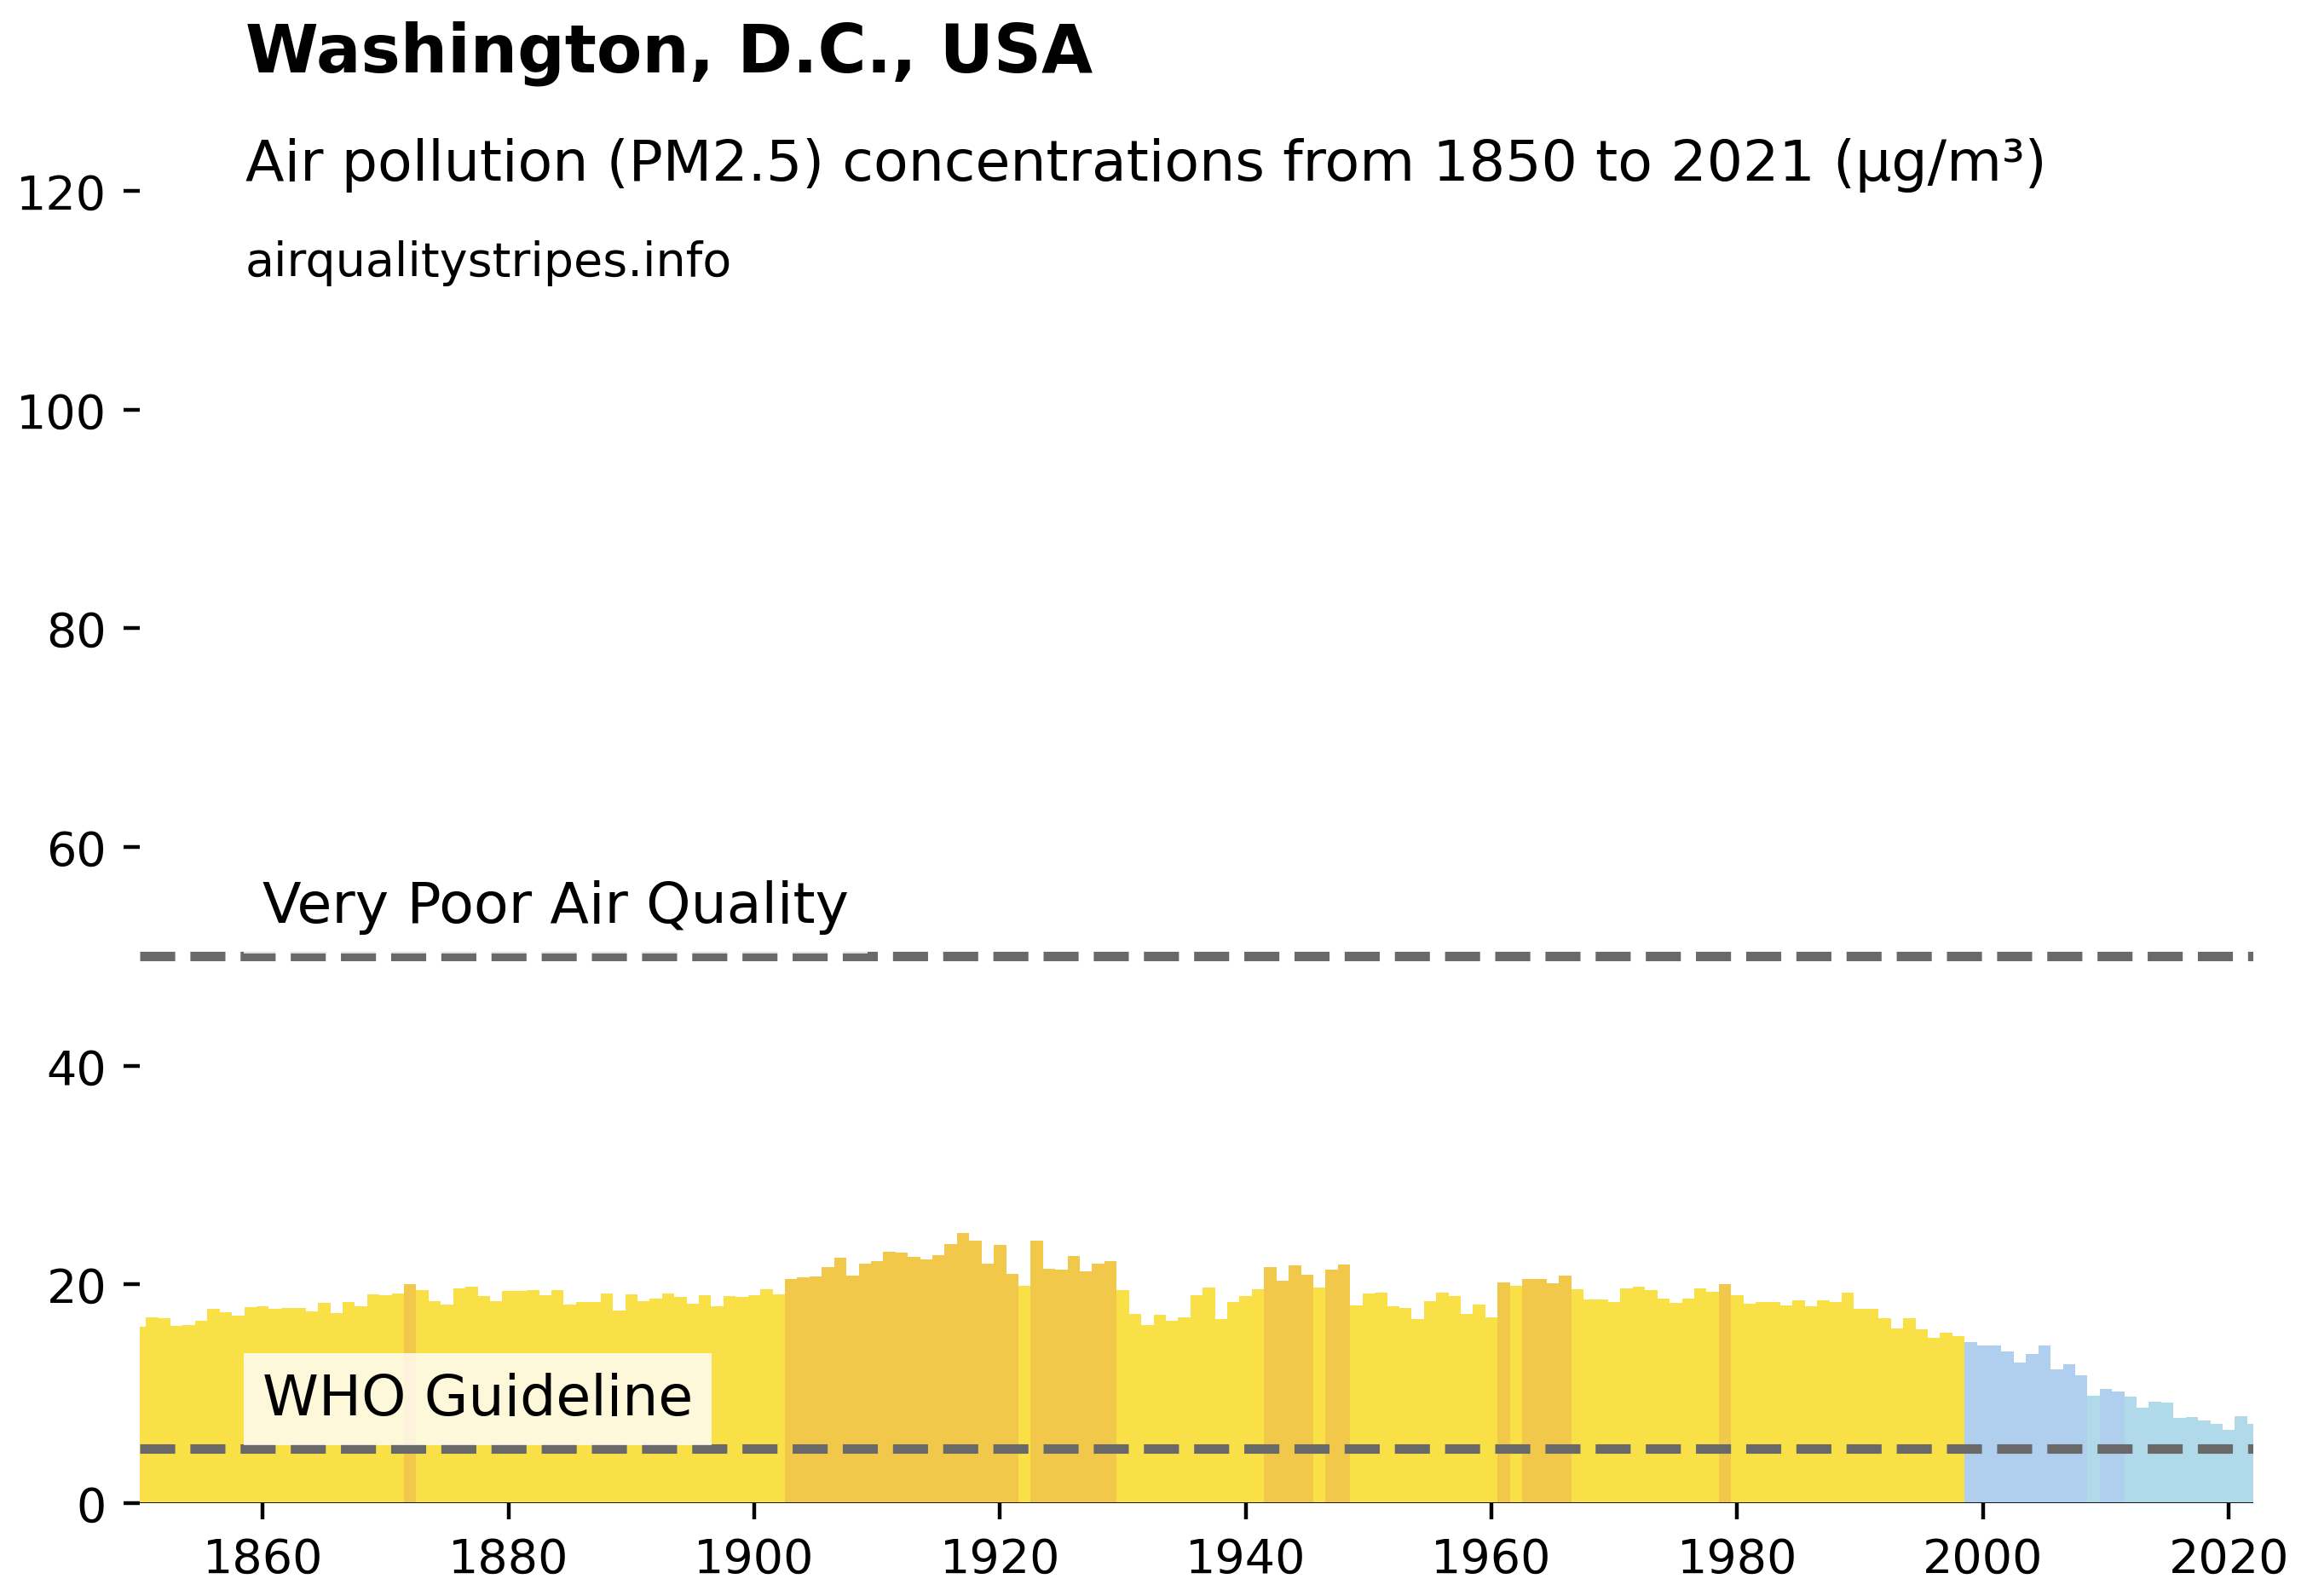 Washington, D.C., USA
Air pollution (PM2.5) concentrations from 1850 to 2021 (µg/m³)
airqualitystripes.info
120
100
80
60
Very Poor Air Quality
40
20
WHO Guideline
0
1860 1880 1900 1920 1940 1960 1980 2000 2020